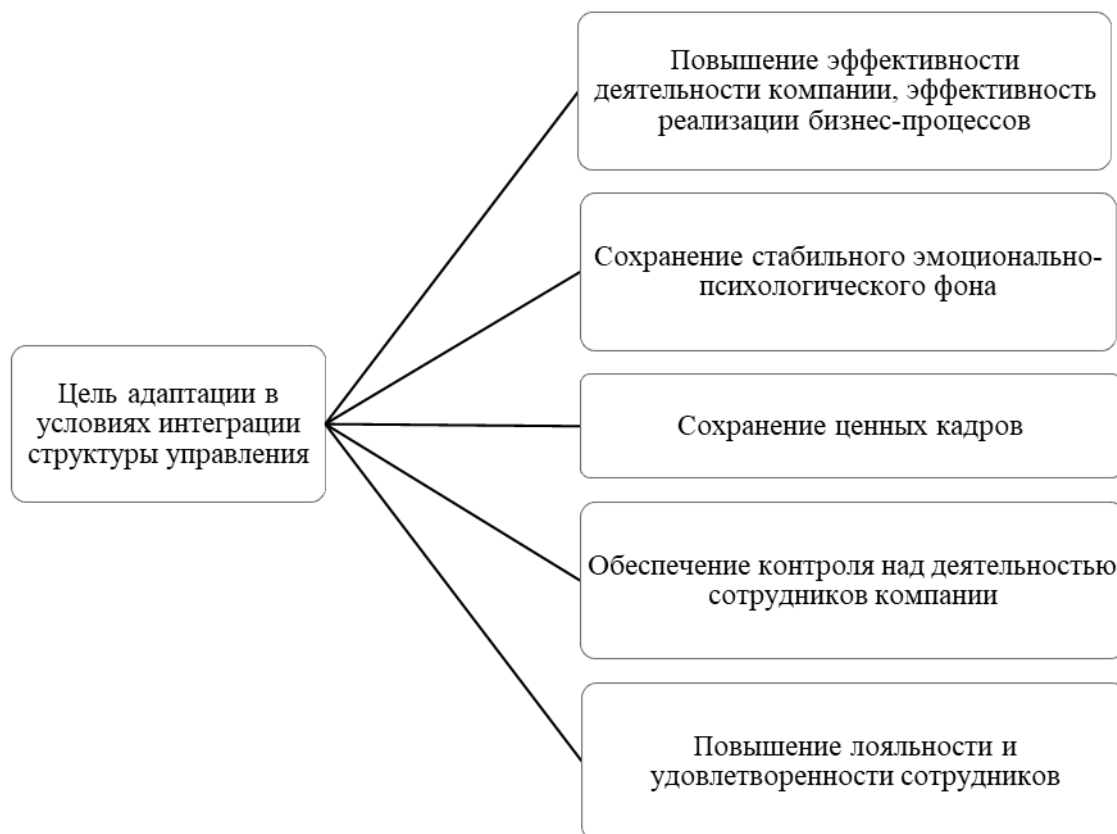 Повышение эффективности
деятельности компании, эффективность
реализации бизнес-процессов
Сохранение стабильного эмоционально-
психологического фона
Цель адаптации в
условиях интеграции
структуры управления
Сохранение ценных кадров
Обеспечение контроля над деятельностью
сотрудников компании
Повышение лояльности и
удовлетворенности сотрудников